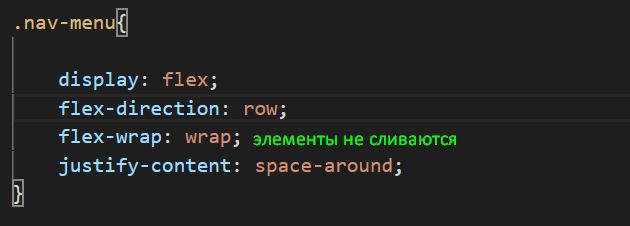 .nav-menu{
display: flex;
flex-direction: row;
flex-wrap: wrap; элементы не сливаются
justify-content: space-around;
}